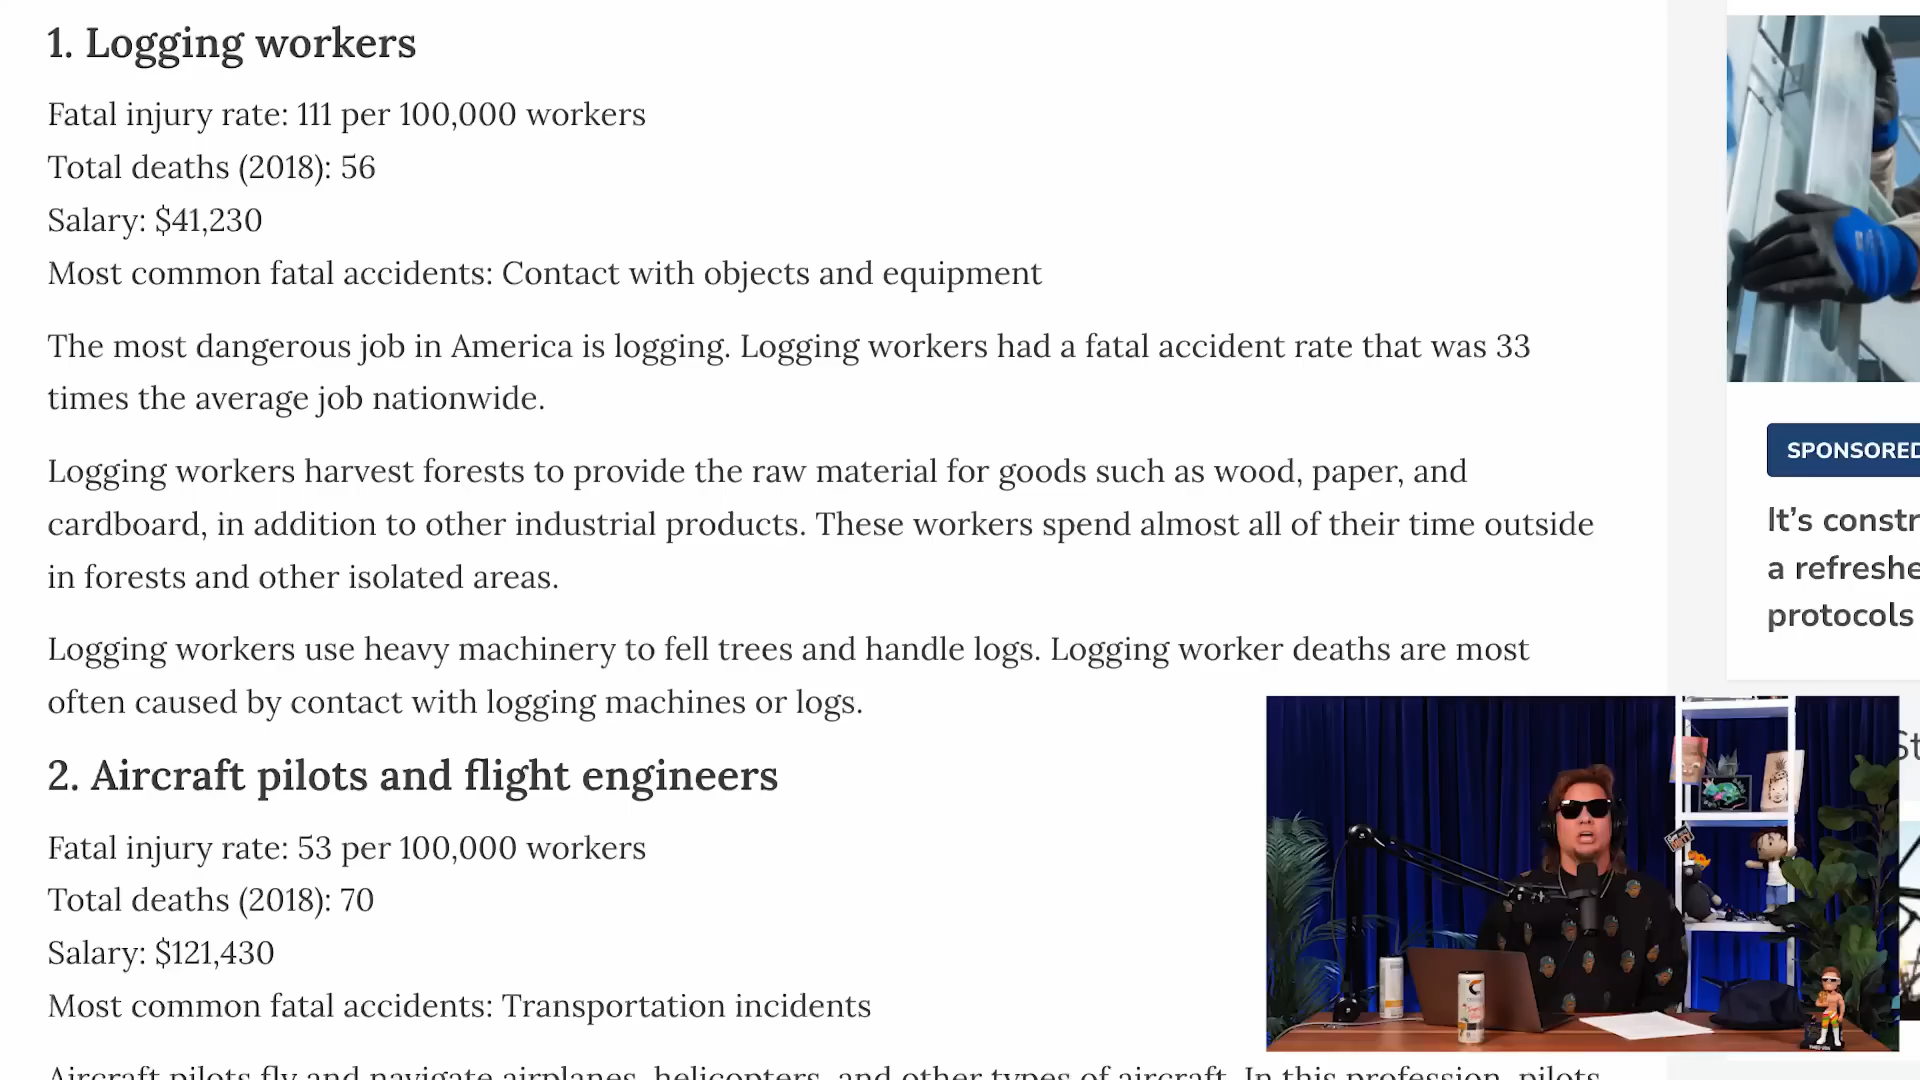 1. Logging workers
Fatal injury rate: 111 per 100,000 workers
Total deaths (2018): 56
Salary: $41,230
Most common fatal accidents: Contact with objects and equipment
The most dangerous job in America is logging. Logging workers had a fatal accident rate that was 33
times the average job nationwide.
Logging workers harvest forests to provide the raw material for goods such as wood, paper, and
cardboard, in addition to other industrial products. These workers spend almost all of their time outside
in forests and other isolated areas.
Logging workers use heavy machinery to fell trees and handle logs. Logging worker deaths are most
often caused by contact with logging machines or logs.
2. Aircraft pilots and flight engineers
Fatal injury rate: 53 per 100,000 workers
Total deaths (2018): 70
Salary: $121,430
Most common fatal accidents: Transportation incidents
Aircraft pilots fly and navigate airplanes, helicopters, and other types of aircraft. In this profession, pilots
SPONSORED
It's constr
a refreshe
protocols
St